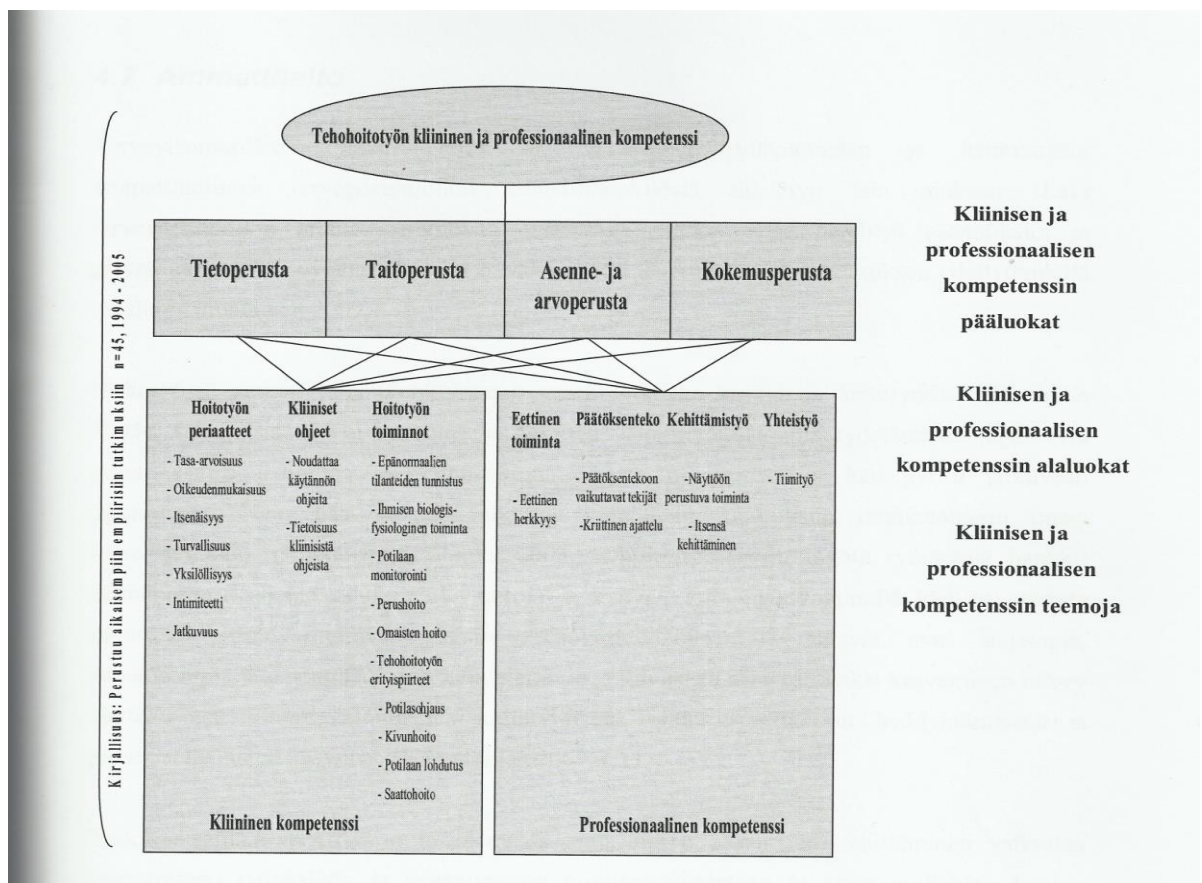 Tehohoitotyön kliininen ja professionaalinen kompetenssi
Kirjallisuus: Perustuu aikaisempiin empiirisiin tutkimuksiin n=45, 1994 - 2005
Tietoperusta
Taitoperusta
Asenne- ja
arvoperusta
Kokemusperusta
Kliinisen ja
professionaalisen
kompetenssin
pääluokat
Hoitotyön
periaatteet
- Tasa-arvoisuus
- Oikeudenmukaisuus
- Itsenäisyys
- Turvallisuus
- Yksilöllisyys
- Intimiteetti
- Jatkuvuus
Kliiniset
ohjeet
- Noudattaa
käytännön
ohjeita
-Tietoisuus
kliinisistä
ohjeista
Hoitotyön
toiminnot
- Epänormaalien
tilanteiden tunnistus
- Ihmisen biologis-
fysiologinen toiminta
- Potilaan
monitorointi
- Perushoito
- Omaisten hoito
- Tehohoitotyön
erityispiirteet
- Potilasohjaus
- Kivunhoito
- Potilaan lohdutus
- Saattohoito
Kliininen kompetenssi
Eettinen
toiminta
- Eettinen
herkkyys
Päätöksenteko
- Päätöksentekoon
vaikuttavat tekijät
-Kriittinen ajattelu
Kehittämistyö
-Näyttöön
perustuva toiminta
- Itsensä
kehittäminen
Yhteistyö
- Tiimityö
Professionaalinen kompetenssi
Kliinisen ja
professionaalisen
kompetenssin alaluokat
Kliinisen ja
professionaalisen
kompetenssin teemoja